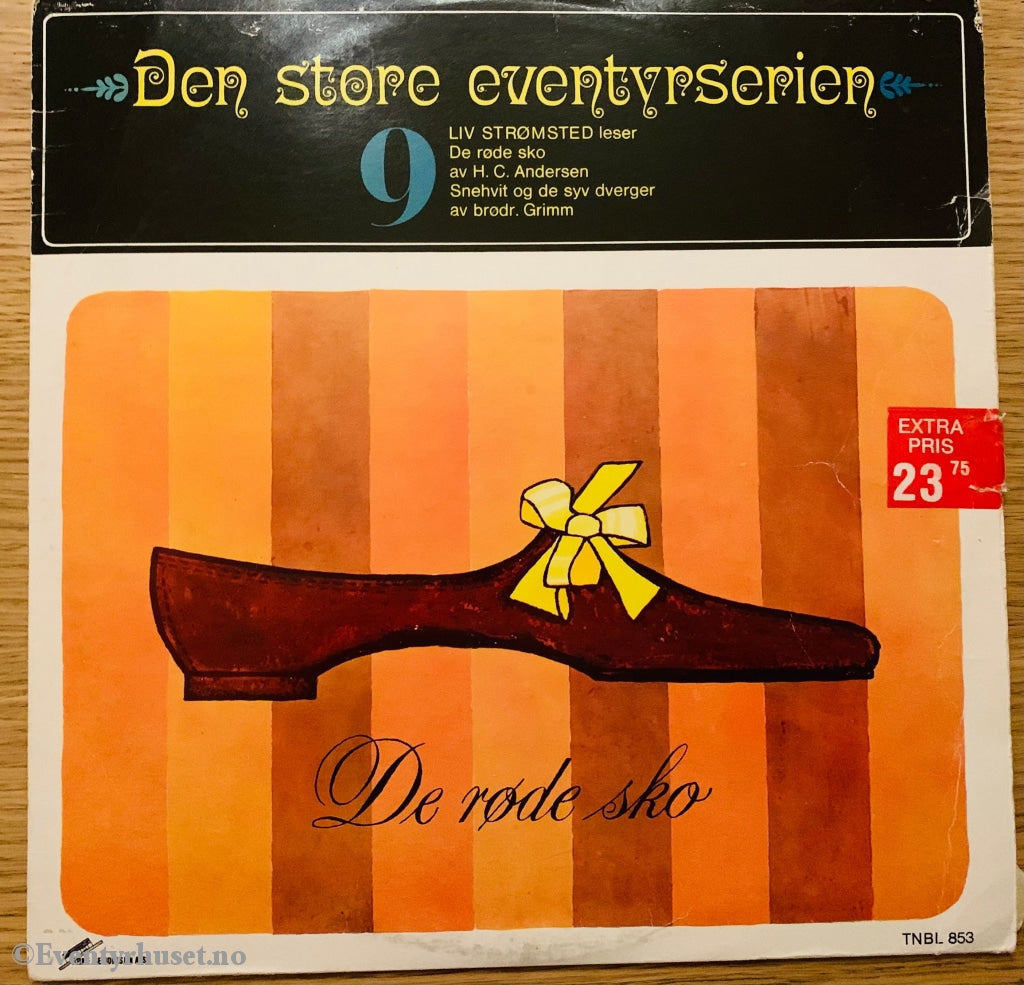 Den store eventyrserien
9
LIV STRØMSTED leser
De røde sko
av H. C. Andersen
Snehvit og de syv dverger
av brødr. Grimm
EXTRA
PRIS
23 75
De røde sko
TNBL 853
©Eventyrhuset.no